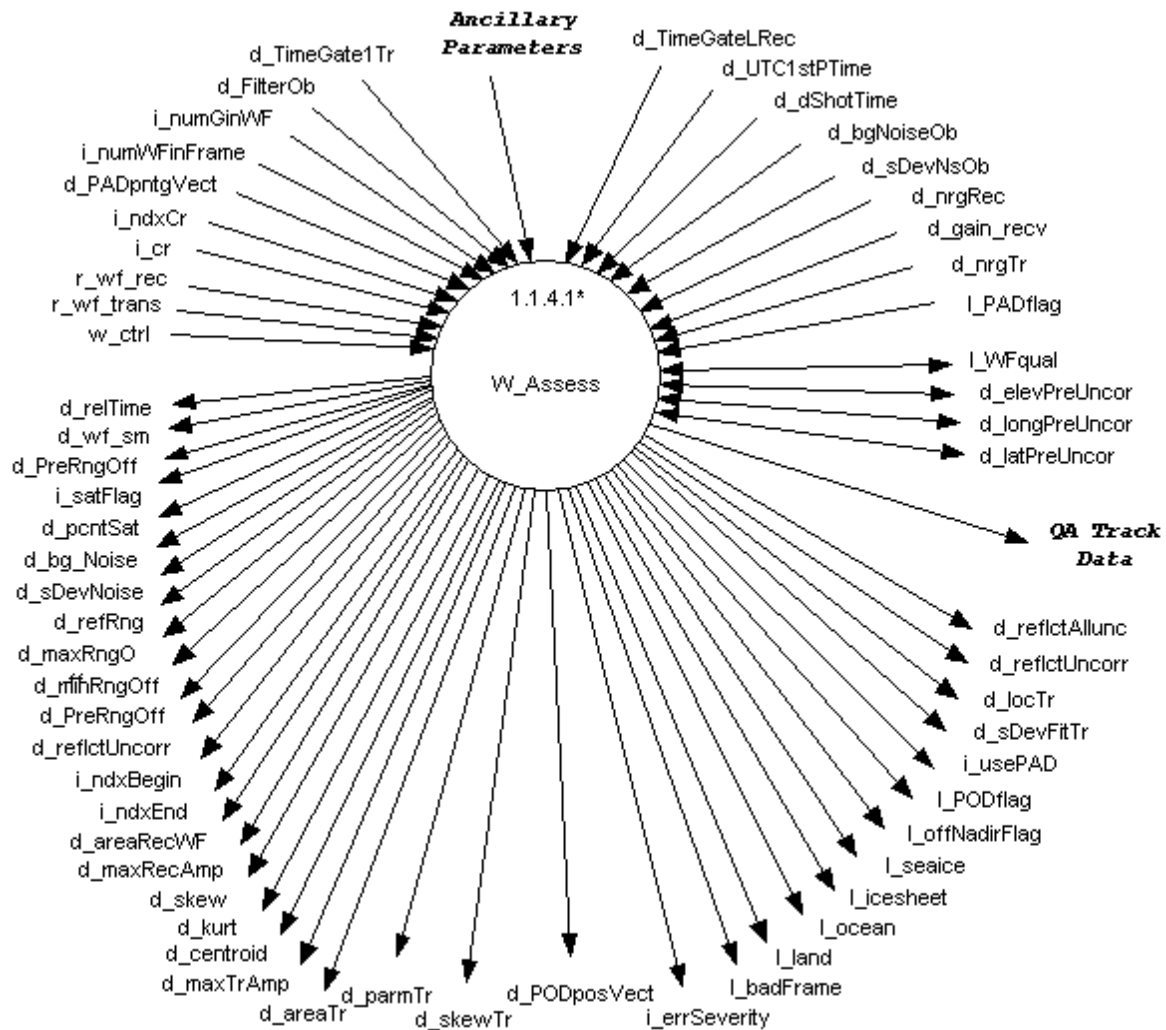 Ancillary
Parameters
d_TimeGateLRec
d_TimeGate1Tr
d_UTC1stPTime
d_FilterOb
d_dShotTime
i_numGinWF
d_bgNoiseOb
i_numWFinFrame
d_sDevNsOb
d_PADpntgVect
d_nrgRec
i_ndxCr
d_gain_recv
i_cr
d_nrgTr
r_wf_rec
r_wf_trans
l_PADflag
w_ctrl
1.1.4.1*
W_Assess
l_WFqual
d_elevPreUncor
d_longPreUncor
d_latPreUncor
d_relTime
d_wf_sm
d_PreRngOff
i_satFlag
d_pcntSat
QA Track
Data
d_bg_Noise
d_sDevNoise
d_refRng
d_reflctAllunc
d_maxRngO
d_reflctUncorr
d_minRngOff
d_locTr
d_PreRngOff
d_sDevFitTr
d_reflctUncorr
i_usePAD
i_ndxBegin
l_PODflag
i_ndxEnd
l_offNadirFlag
d_areaRecWF
l_seaice
d_maxRecAmp
l_icesheet
d_skew
l_ocean
d_kurt
d_centroid
l_land
d_maxTrAmp
l_badFrame
d_areaTr
d_parmTr
d_skewTr
d_PODposVect
i_errSeverity